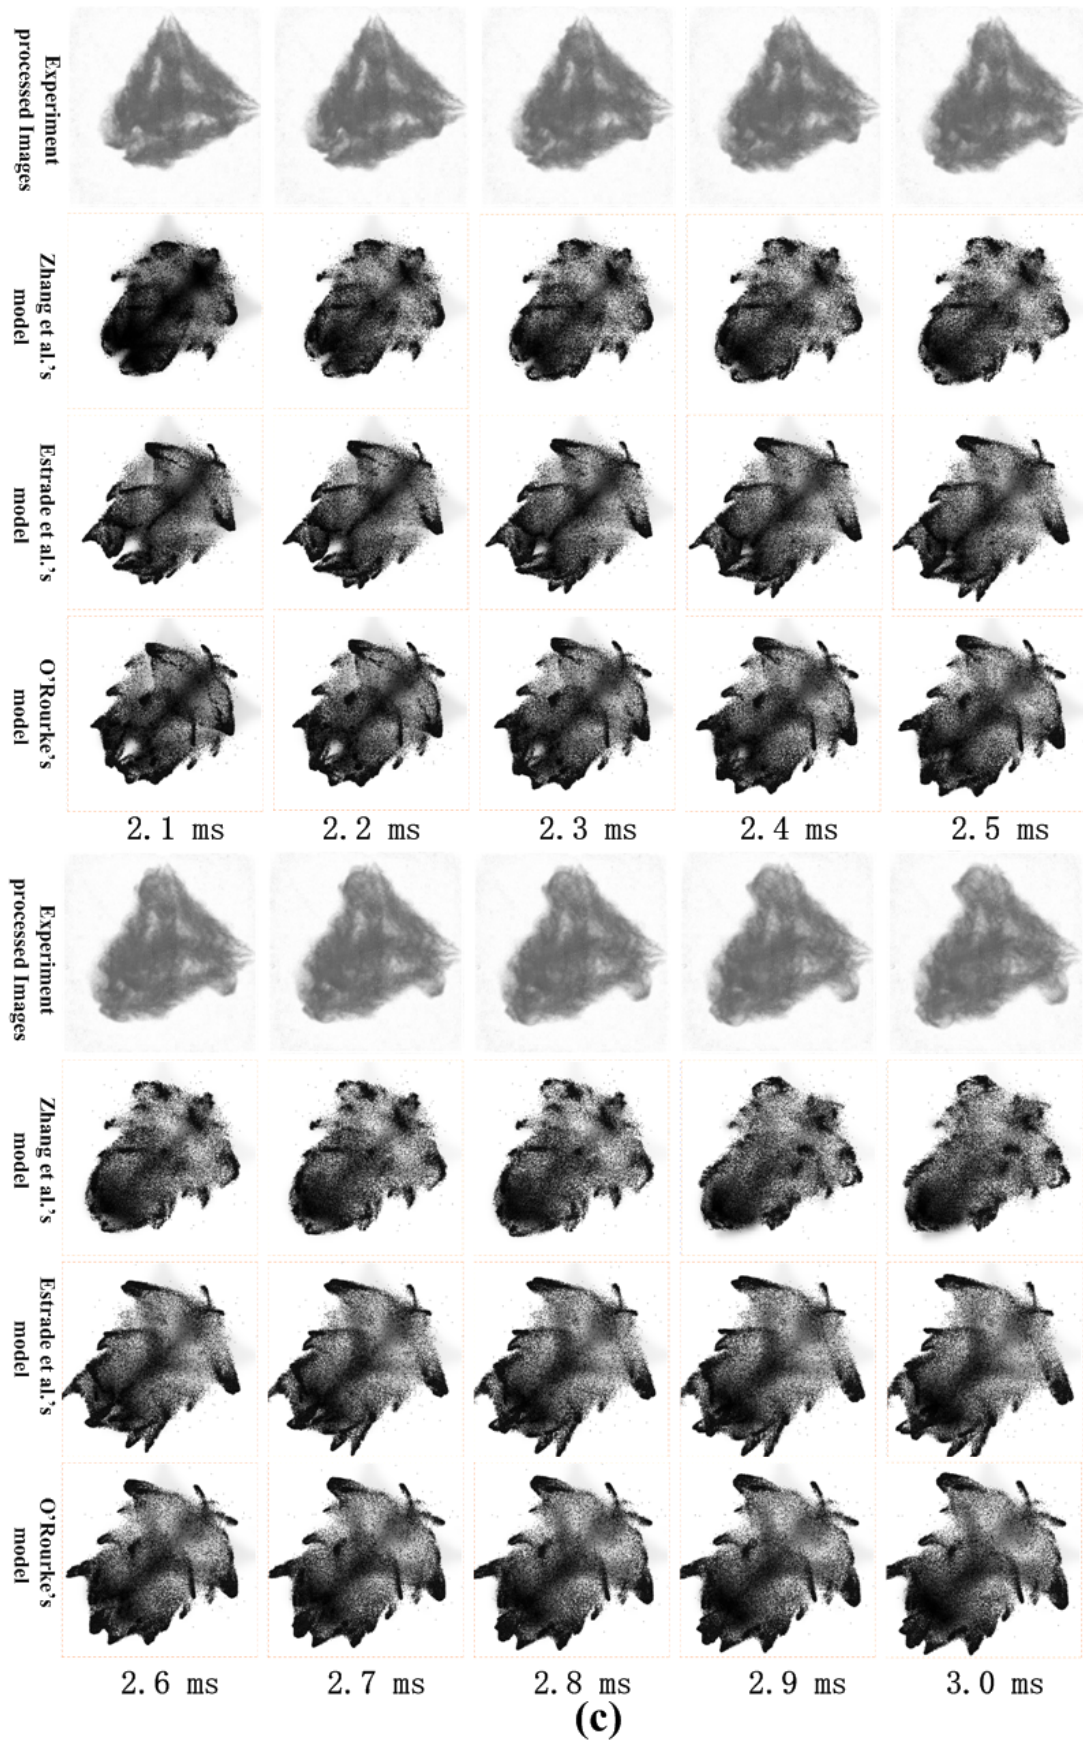 Experiment
processed Images
Zhang et al.’s
model
Estrade et al.’s
model
O’Rourke’s
model
2.1 ms 2.2 ms 2.3 ms 2.4 ms 2.5 ms
Experiment
processed Images
Zhang et al.’s
model
Estrade et al.’s
model
O’Rourke’s
model
2.6 ms 2.7 ms 2.8 ms 2.9 ms 3.0 ms
(c)